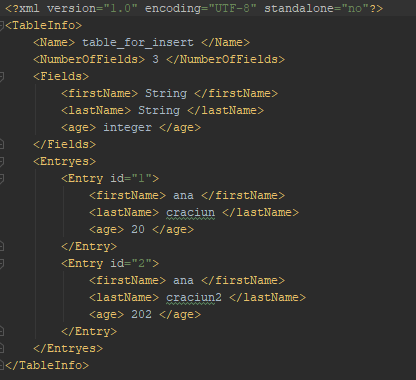 <?xml version="1.0" encoding="UTF-8" standalone="no"?>
<TableInfo>
    <Name> table_for_insert </Name>
    <NumberOfFields> 3 </NumberOfFields>
    <Fields>
        <firstName> String </firstName>
        <lastName> String </lastName>
        <age> integer </age>
    </Fields>
    <Entryes>
        <Entry id="1">
            <firstName> ana </firstName>
            <lastName> craciun </lastName>
            <age> 20 </age>
        </Entry>
        <Entry id="2">
            <firstName> ana </firstName>
            <lastName> craciun2 </lastName>
            <age> 202 </age>
        </Entry>
    </Entryes>
</TableInfo>